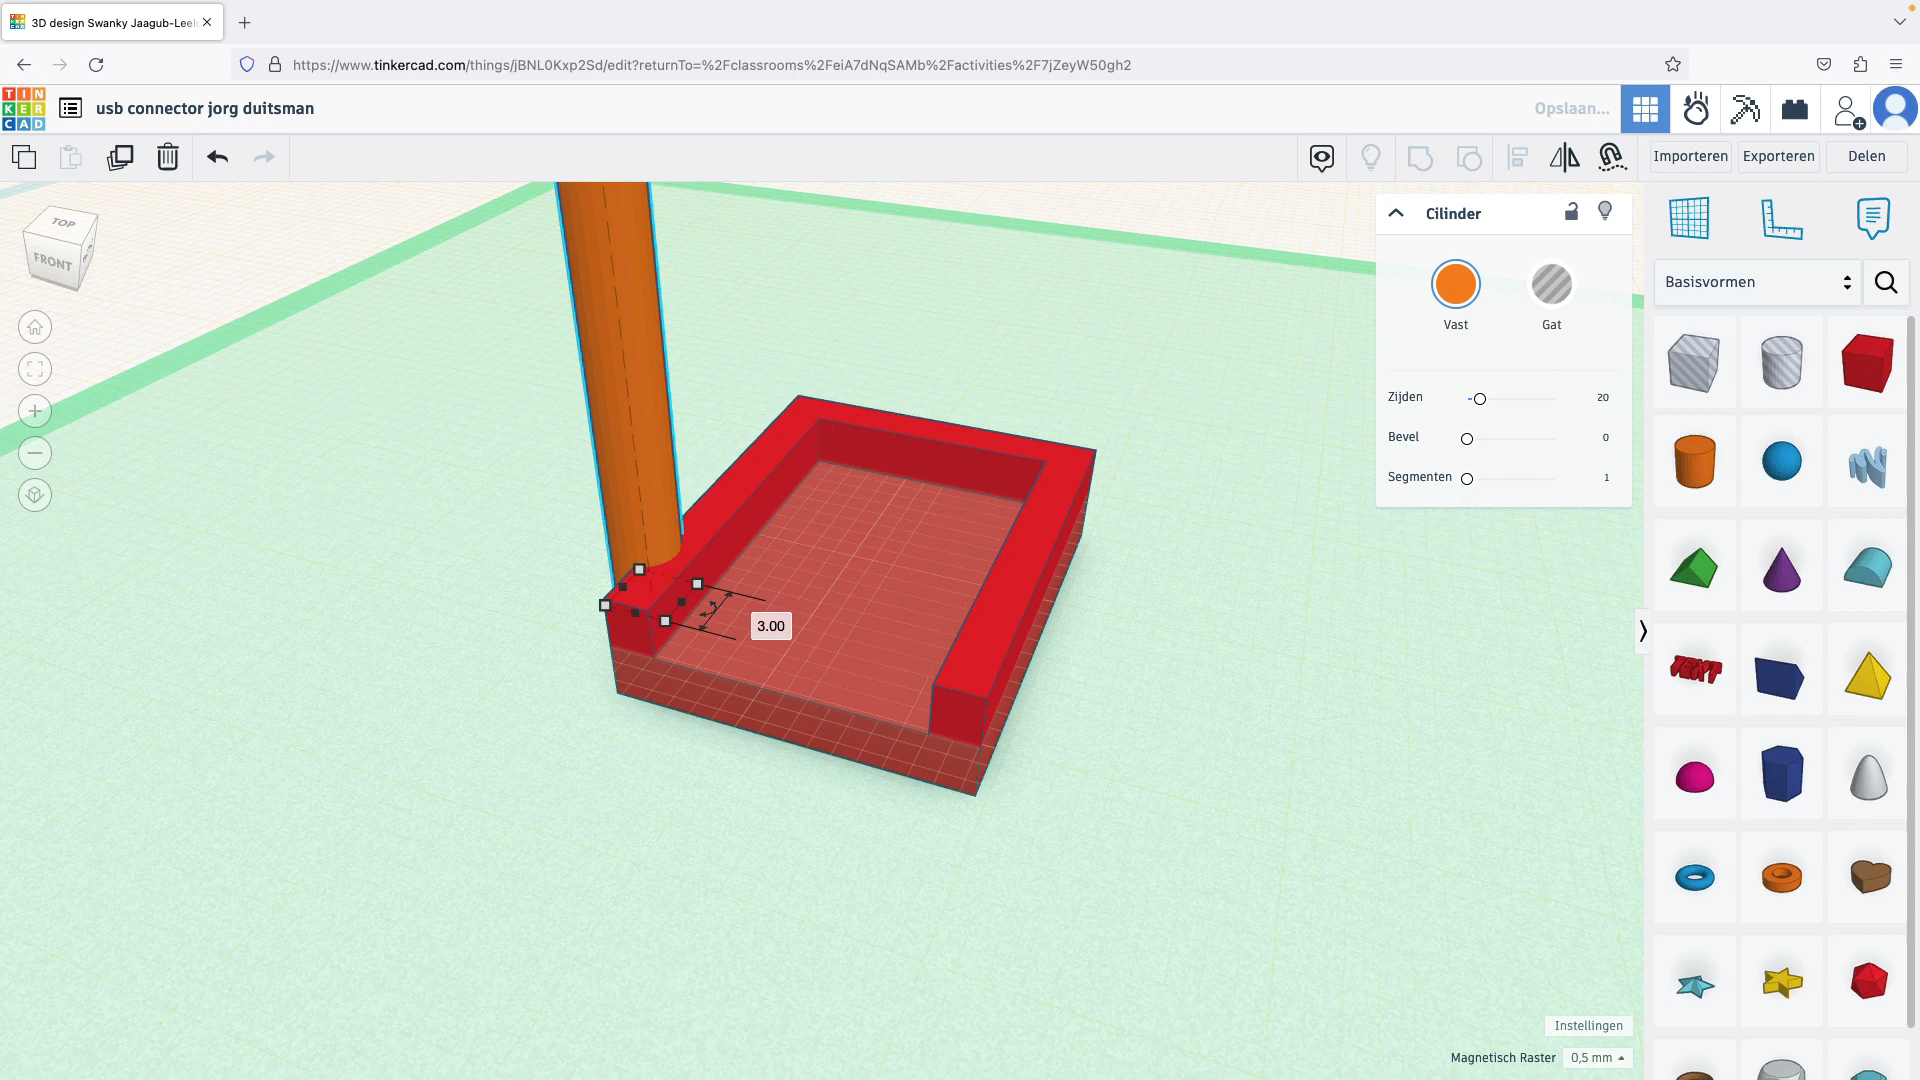 3D design Swanky Jaagub-Leel
https://www.tinkercad.com/things/jBNL0Kxp2Sd/edit?returnTo=%2Fclassrooms%2FeiA7dNqSAMb%2Factivities%2F7jZeyW50gh2
TIN
KER
CAD
usb connector jorg duitsman
Opslaan...
Importeren
Exporteren
Delen
TOP
FRONT
Cilinder
Vast
Gat
Zijden
20
Bevel
0
Segmenten
1
Basisvormen
TEXT
3.00
Instellingen
Magnetisch Raster
0,5 mm